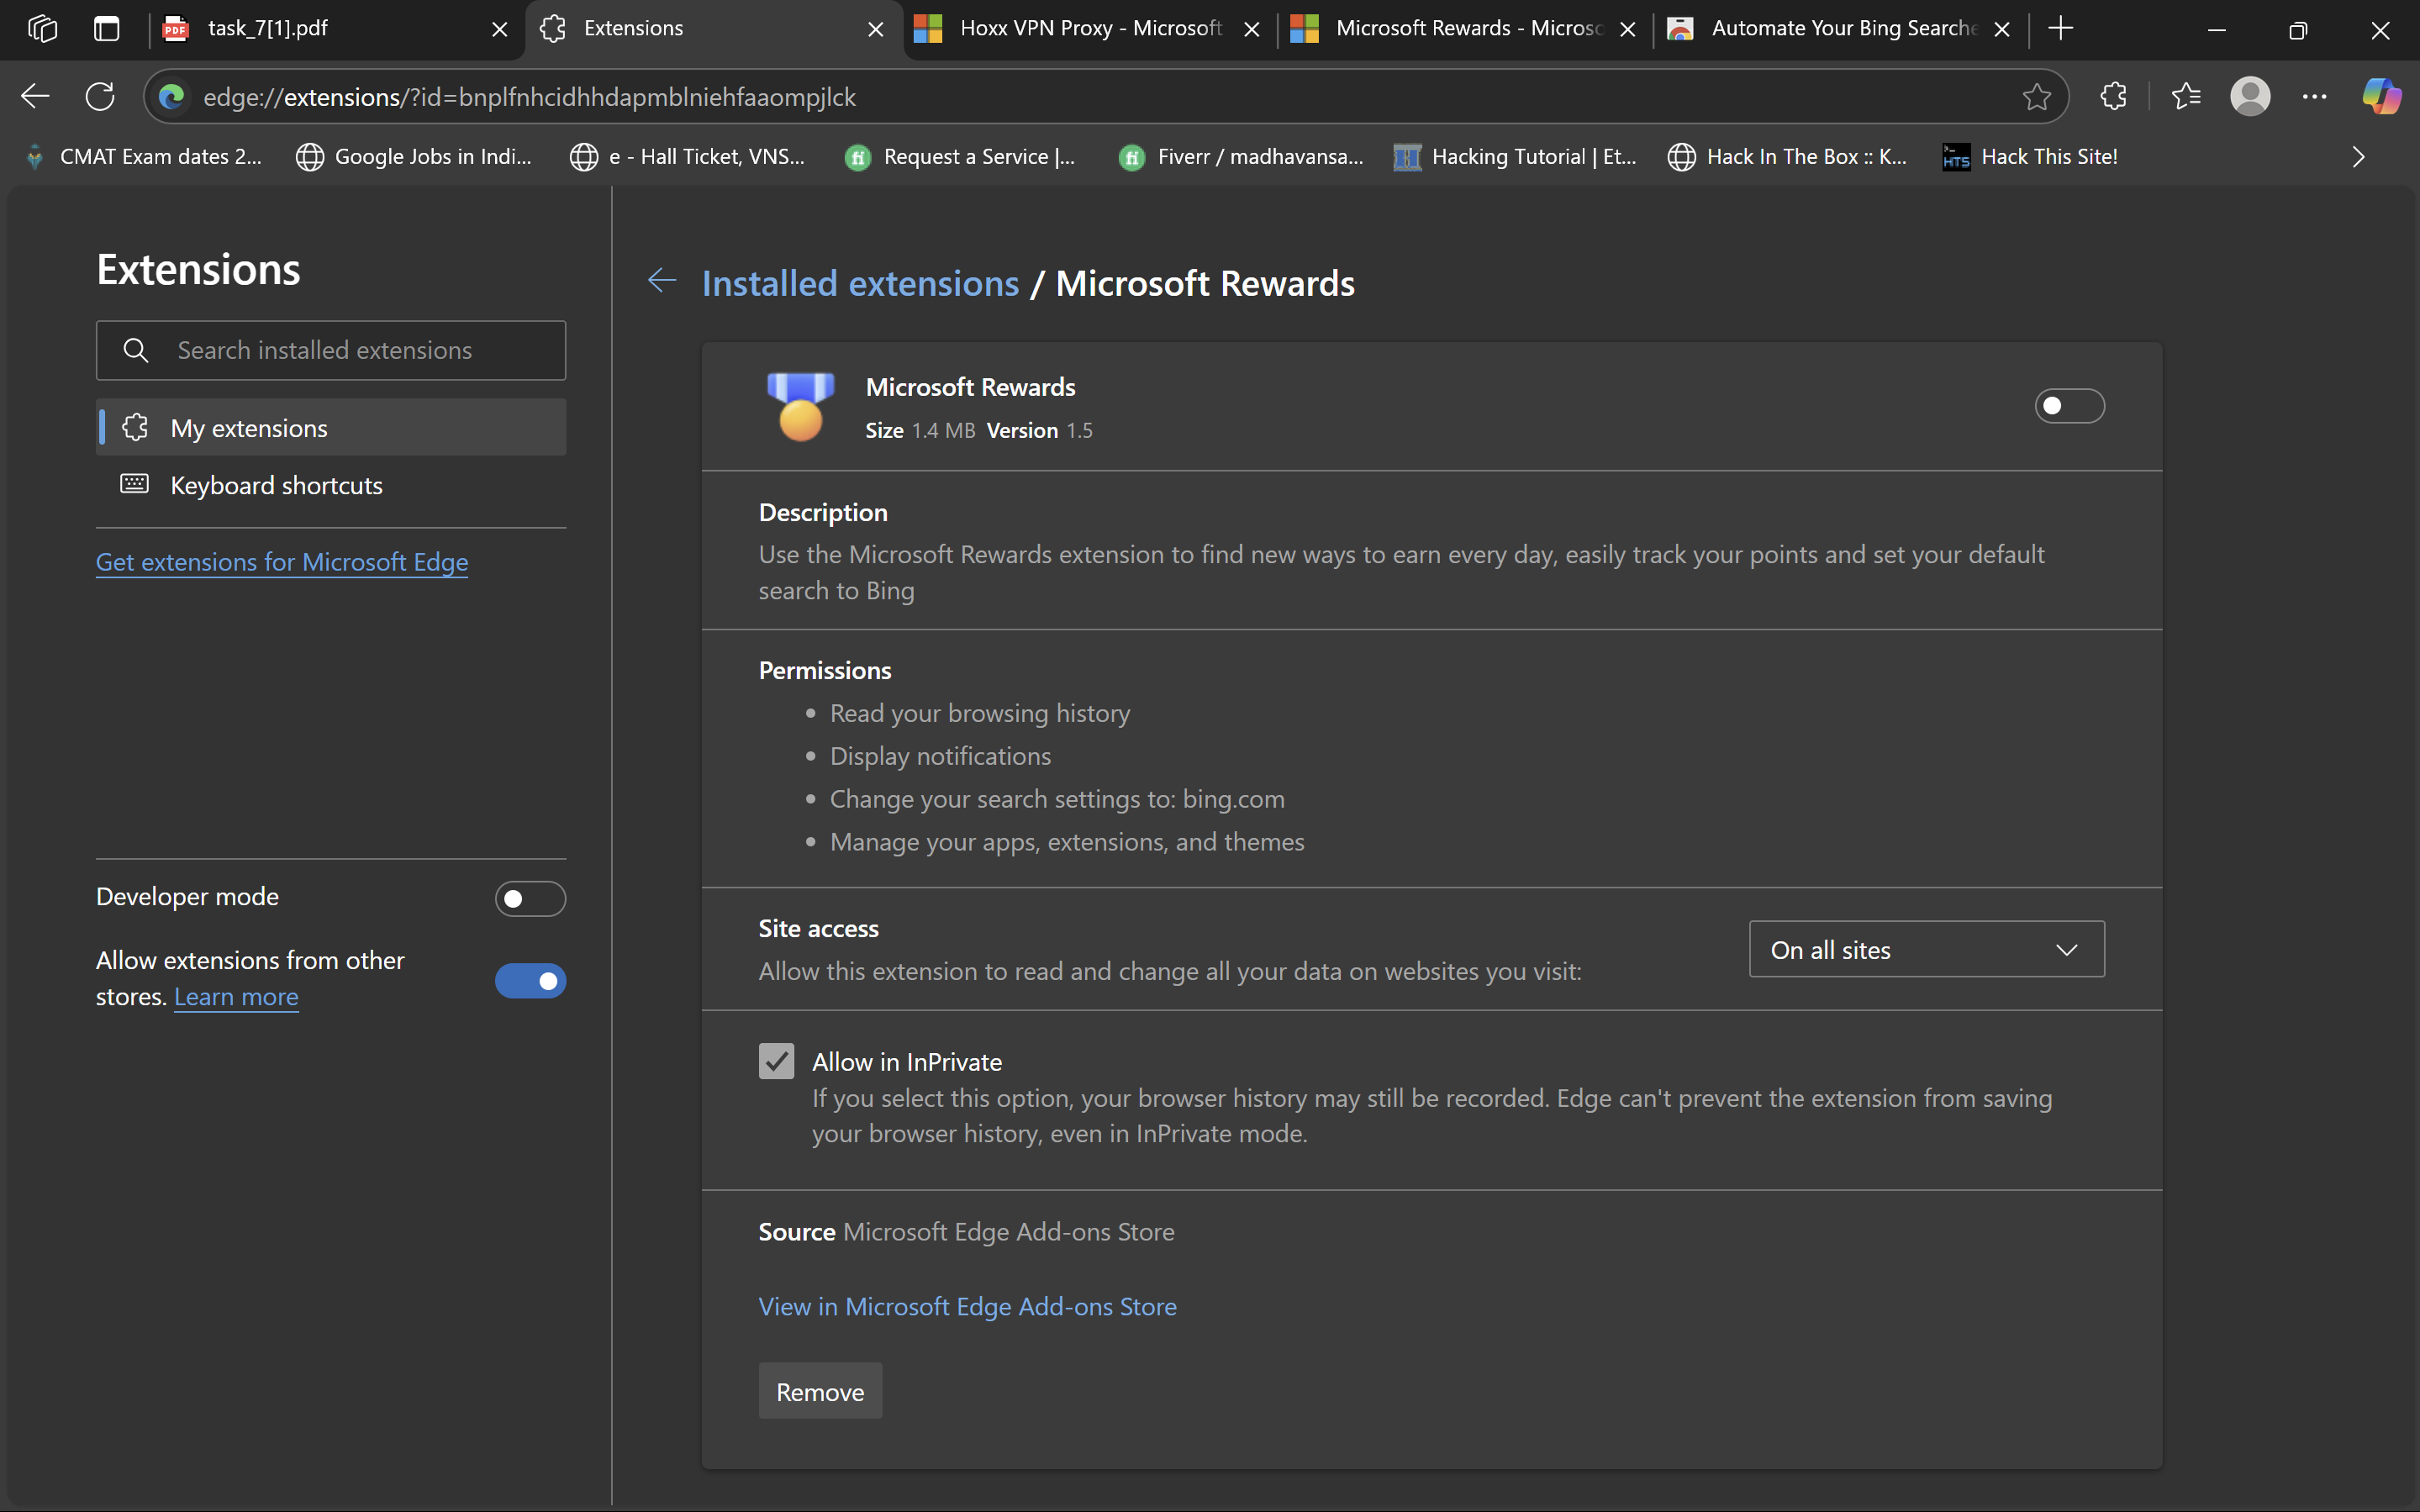 task_7[1].pdf
Extensions
Hoxx VPN Proxy - Microsoft
Microsoft Rewards - Microsc
Automate Your Bing Searche
edge://extensions/?id=bnplfnhcidhhdapmblniehfaaompjlck
CMAT Exam dates 2...
Google Jobs in Indi...
e - Hall Ticket, VNS...
Request a Service |...
Fiverr / madhavansa...
Hacking Tutorial | Et...
Hack In The Box :: K...
Hack This Site!
Extensions
Search installed extensions
My extensions
Keyboard shortcuts
Get extensions for Microsoft Edge
Developer mode
Allow extensions from other
stores. Learn more
Installed extensions / Microsoft Rewards
Microsoft Rewards
Size 1.4 MB Version 1.5
Description
Use the Microsoft Rewards extension to find new ways to earn every day, easily track your points and set your default
search to Bing
Permissions
Read your browsing history
Display notifications
Change your search settings to: bing.com
Manage your apps, extensions, and themes
Site access
Allow this extension to read and change all your data on websites you visit:
On all sites
Allow in InPrivate
If you select this option, your browser history may still be recorded. Edge can't prevent the extension from saving
your browser history, even in InPrivate mode.
Source Microsoft Edge Add-ons Store
View in Microsoft Edge Add-ons Store
Remove